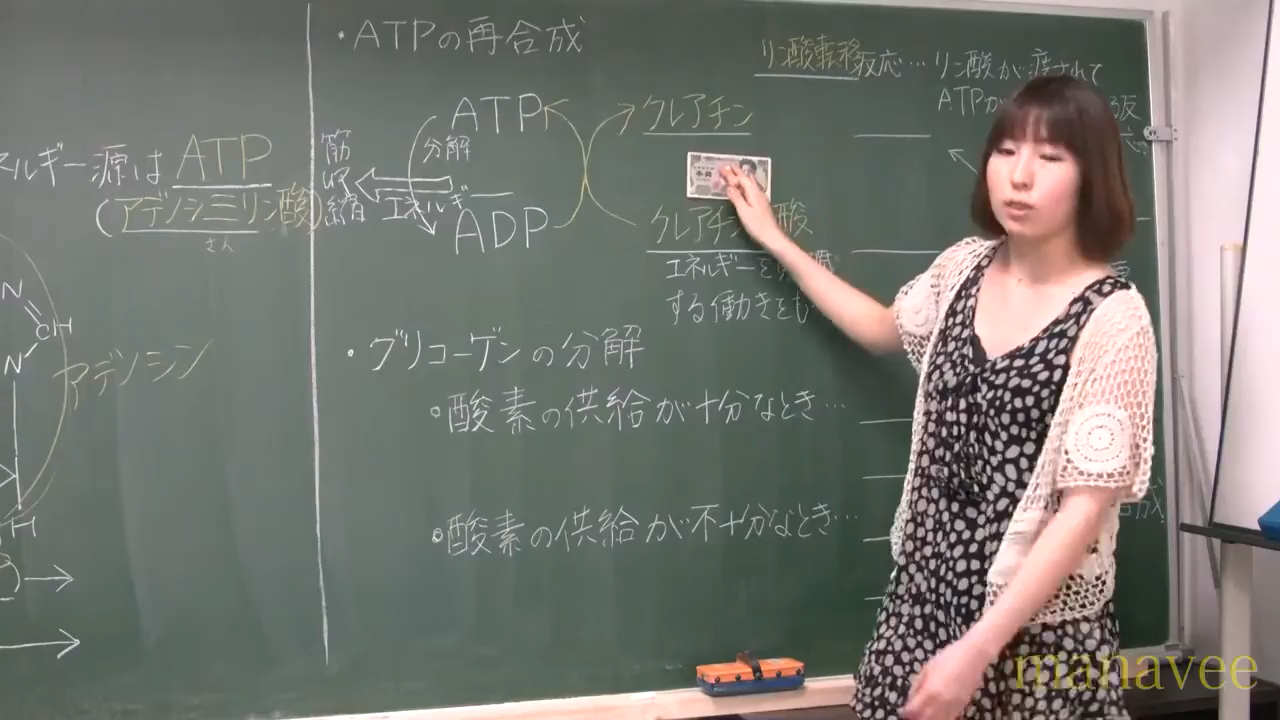 ・ATPの再合成
ネルギー源はATP
(アデノシン三リン酸)
さん
N
CH
N
アデノシン
H
筋収縮
ATP
分解
エネルギー
ADP
クレアチン
クレアチン 酸
エネルギーを
する働きをも
リン酸転移反応…リン酸が渡されて
ATPが
る反応
・グリコーゲンの分解
酸素の供給が十分なとき…
酸素の供給が不十分なとき…
manavee